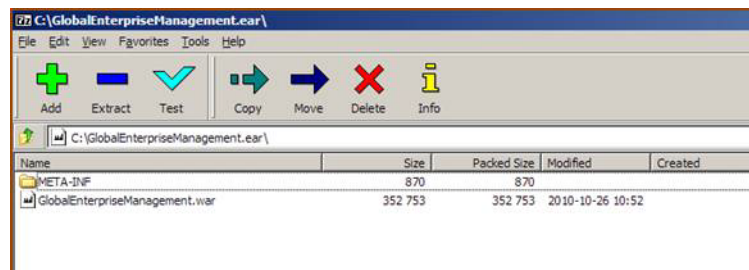 C:\GlobalEnterpriseManagement.ear\
File Edit View Favorites Tools Help
Add Extract Test Copy Move Delete Info
C:\GlobalEnterpriseManagement.ear\
Name Size Packed Size Modified Created
META-INF 870 870
GlobalEnterpriseManagement.war 352 753 352 753 2010-10-26 10:52